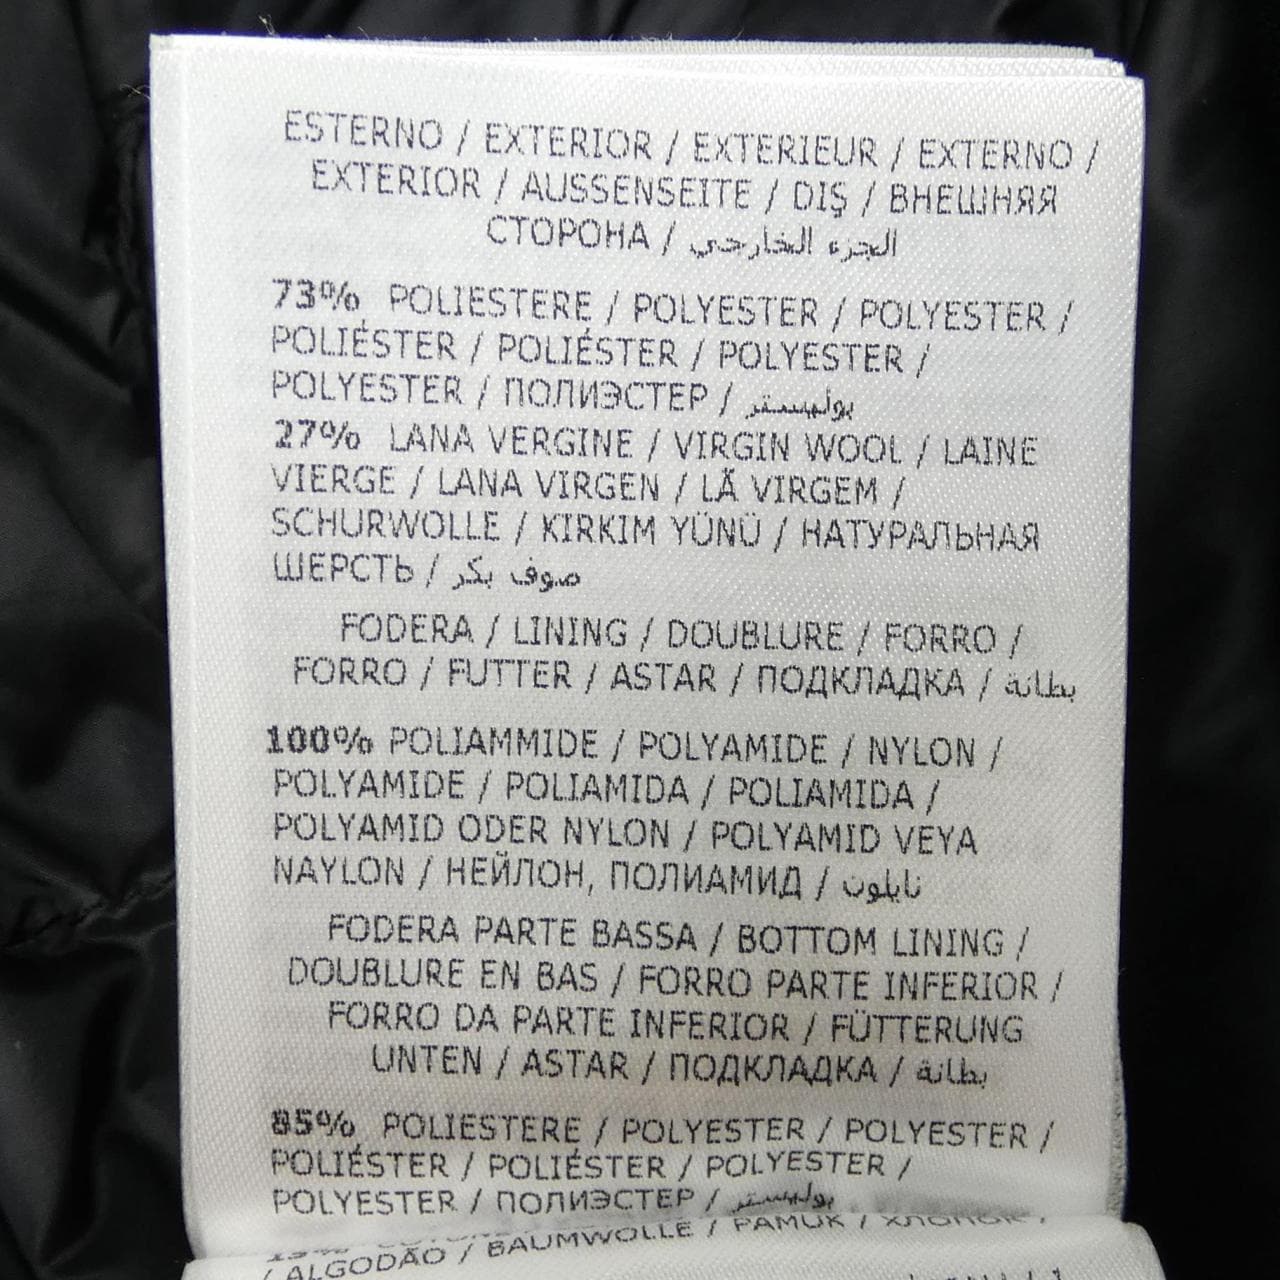 ESTERNO / EXTERIOR / EXTERIEUR / EXTERNO /
EXTERIOR / AUSSENSEITE / DIŞ / ВНЕШНЯЯ
СТОРОНА / الجزء الخارجي
73% POLIESTERE / POLYESTER / POLYESTER /
POLIÉSTER / POLIÉSTER / POLYESTER /
POLYESTER / ПОЛИЭСТЕР / بوليستر
27% LANA VERGINE / VIRGIN WOOL / LAINE
VIERGE / LANA VIRGEN / LÃ VIRGEM /
SCHURWOLLE / KIRKIM YÜNÜ / НАТУРАЛЬНАЯ
ШЕРСТЬ / صوف بكر
FODERA / LINING / DOUBLURE / FORRO /
FORRO / FUTTER / ASTAR / ПОДКЛАДКА / بطانة
100% POLIAMMIDE / POLYAMIDE / NYLON /
POLYAMIDE / POLIAMIDA / POLIAMIDA /
POLYAMID ODER NYLON / POLYAMID VEYA
NAYLON / НЕЙЛОН, ПОЛИАМИД / نايلون
FODERA PARTE BASSA / BOTTOM LINING /
DOUBLURE EN BAS / FORRO PARTE INFERIOR /
FORRO DA PARTE INFERIOR / FÜTTERUNG
UNTEN / ASTAR / ПОДКЛАДКА / بطانة
85% POLIESTERE / POLYESTER / POLYESTER /
POLIÉSTER / POLIÉSTER / POLYESTER /
POLYESTER / ПОЛИЭСТЕР / بوليستر
/ ALGODÃO / BAUMWOLLE / PAMUK / ХЛОПОК /